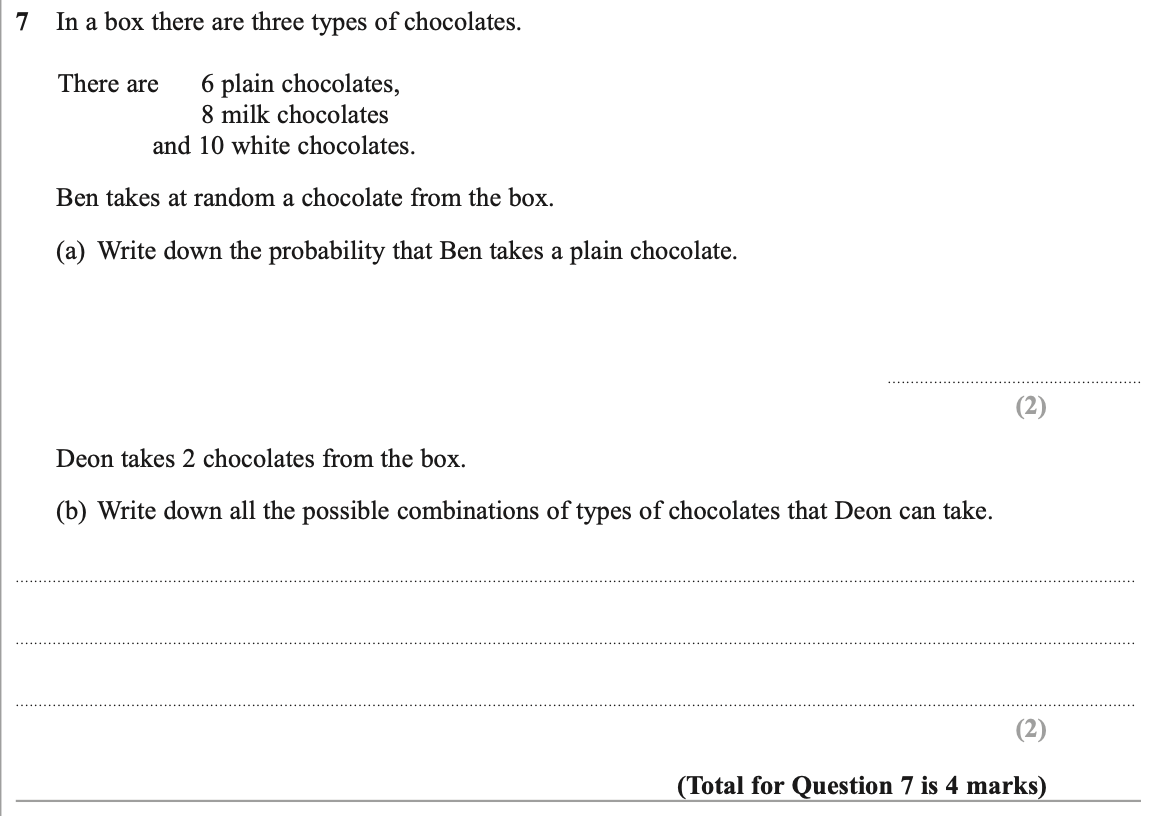 7 In a box there are three types of chocolates.
There are 6 plain chocolates,
8 milk chocolates
and 10 white chocolates.
Ben takes at random a chocolate from the box.
(a) Write down the probability that Ben takes a plain chocolate.
(2)
Deon takes 2 chocolates from the box.
(b) Write down all the possible combinations of types of chocolates that Deon can take.
(2)
(Total for Question 7 is 4 marks)